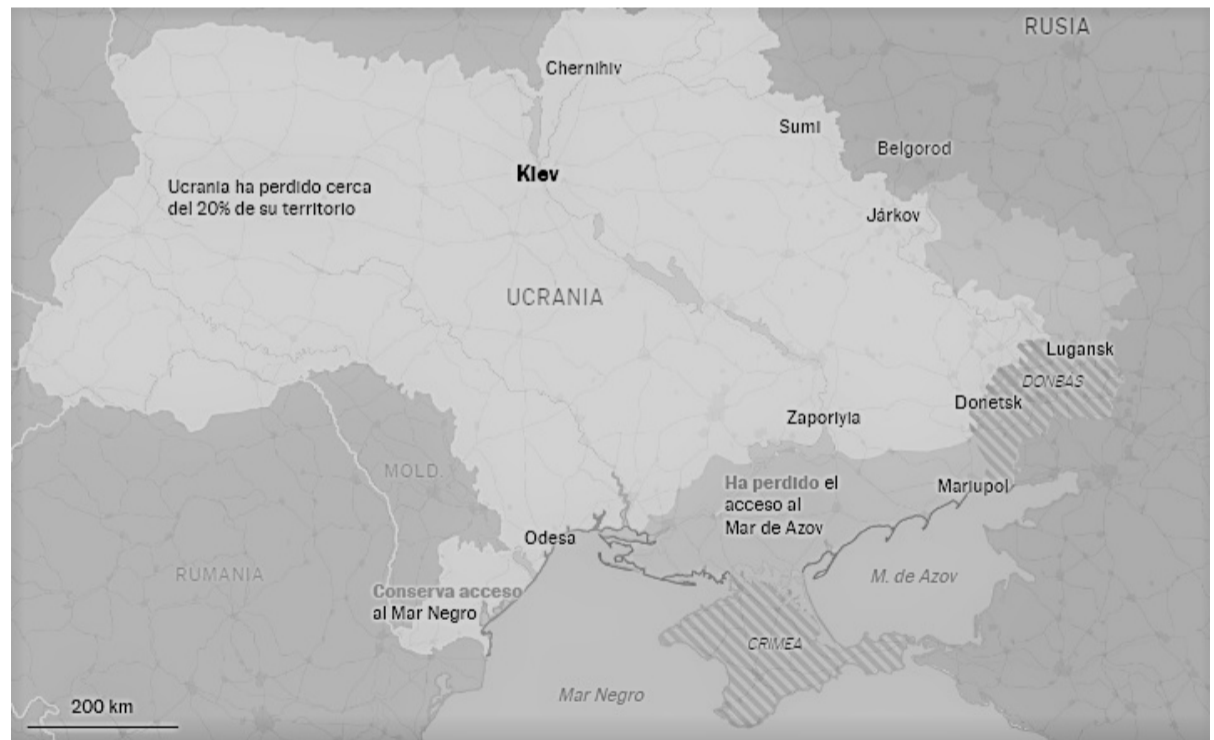 RUSIA
Chernihiv
Sumi
Belgorod
Kiev
Ucrania ha perdido cerca
del 20% de su territorio
Járkov
UCRANIA
Lugansk
DONBAS
Donetsk
Zaporiyia
MOLD.
Ha perdido el
acceso al
Mar de Azov
Mariupol
Odesa
RUMANIA
M. de Azov
Conserva acceso
al Mar Negro
CRIMEA
Mar Negro
200 km